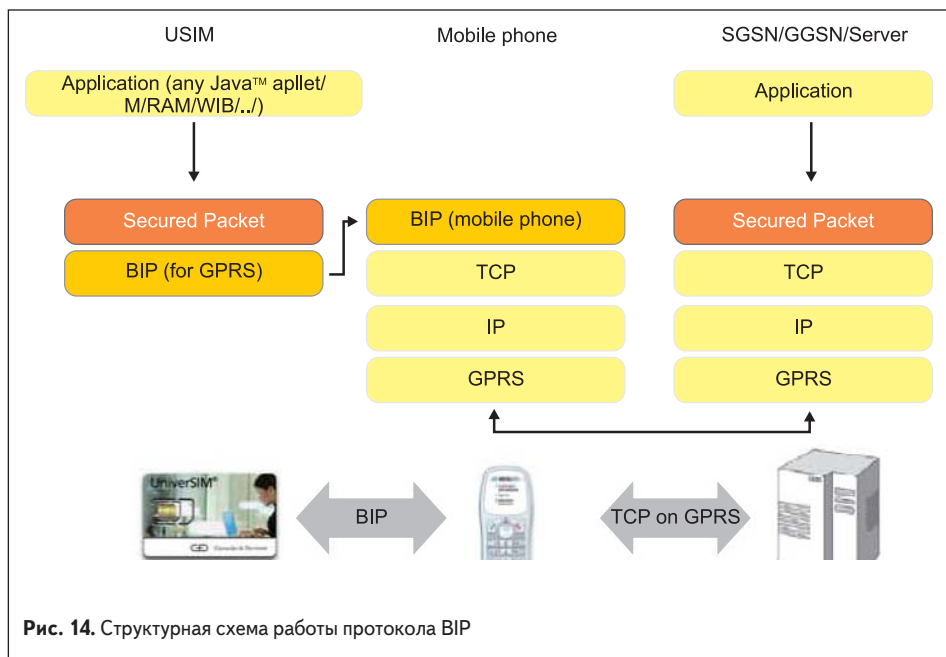 USIM
Mobile phone
SGSN/GGSN/Server
Application (any Java™ apllet/
M/RAM/WIB/../)
Application
Secured Packet
BIP (mobile phone)
Secured Packet
BIP (for GPRS)
TCP
TCP
IP
IP
GPRS
GPRS
UniverSIM®
BIP
TCP on GPRS
Рис. 14. Структурная схема работы протокола BIP